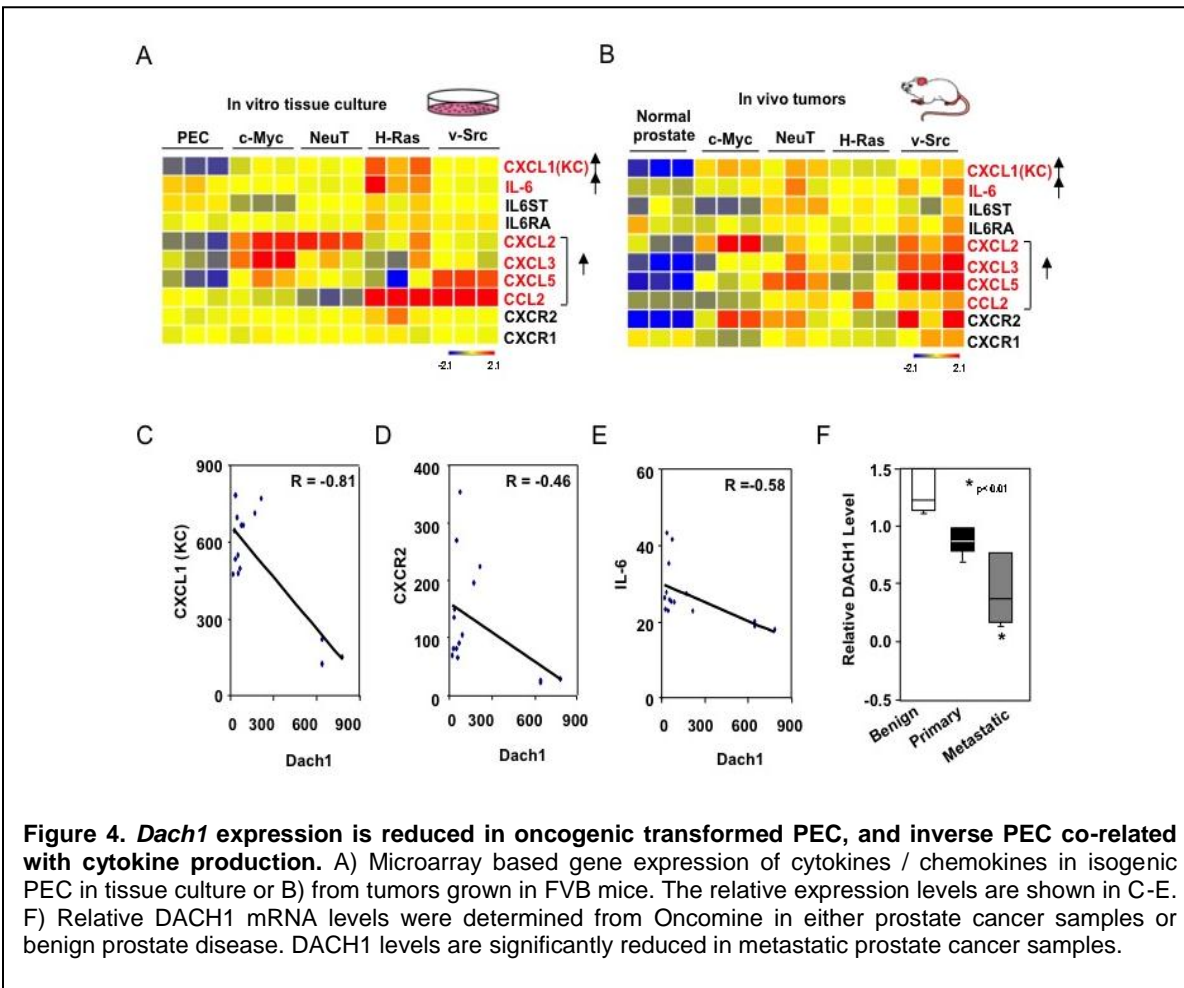 A
B
In vitro tissue culture
In vivo tumors
PEC c-Myc NeuT H-Ras v-Src
Normal prostate c-Myc NeuT H-Ras v-Src
CXCL1(KC)
IL-6
IL6ST
IL6RA
CXCL2
CXCL3
CXCL5
CCL2
CXCR2
CXCR1
-2.1 2.1
CXCL1(KC)
IL-6
IL6ST
IL6RA
CXCL2
CXCL3
CXCL5
CCL2
CXCR2
CXCR1
-2.1 2.1
C
CXCL1 (KC)
900
600
300
0
R = -0.81
0 300 600 900
Dach1
D
CXCR2
400
300
200
100
0
R = -0.46
0 300 600 900
Dach1
E
IL-6
60
40
20
0
R =-0.58
0 300 600 900
Dach1
F
Relative DACH1 Level
1.5
1.0
0.5
0.0
-0.5
* p<0.01
*
Benign
Primary
Metastatic
Figure 4. Dach1 expression is reduced in oncogenic transformed PEC, and inverse PEC co-related
with cytokine production. A) Microarray based gene expression of cytokines / chemokines in isogenic
PEC in tissue culture or B) from tumors grown in FVB mice. The relative expression levels are shown in C-E.
F) Relative DACH1 mRNA levels were determined from Oncomine in either prostate cancer samples or
benign prostate disease. DACH1 levels are significantly reduced in metastatic prostate cancer samples.